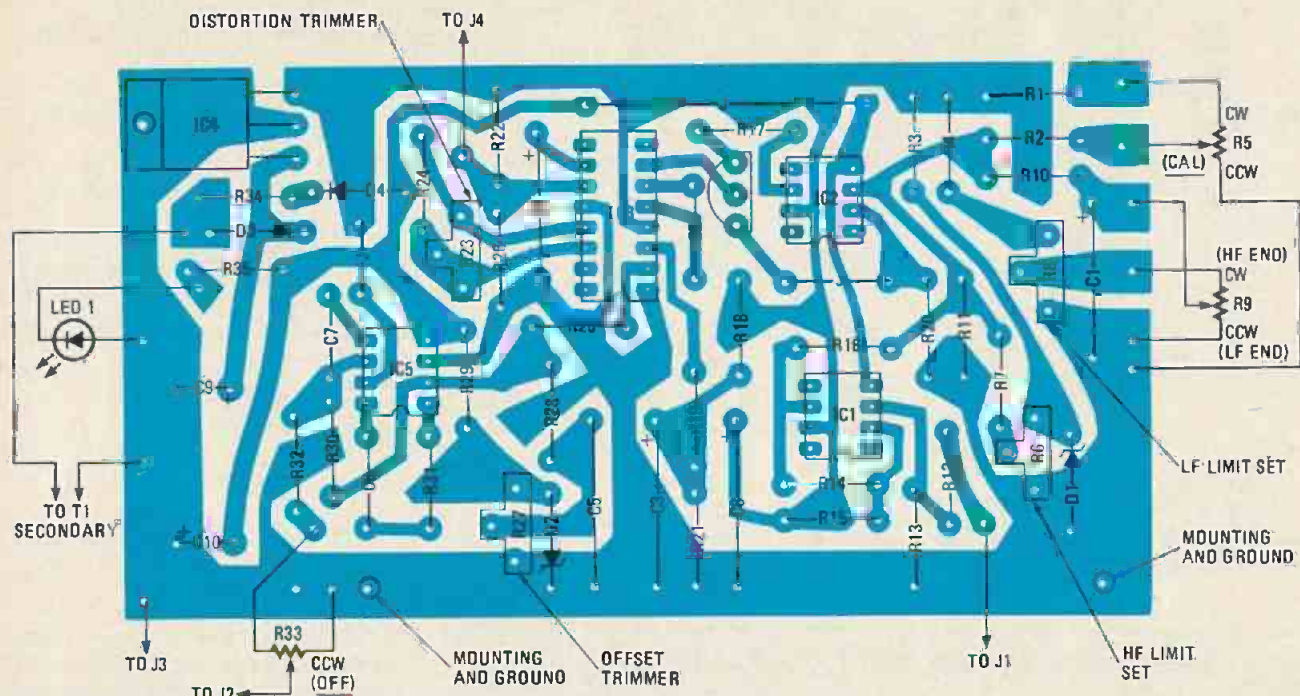 DISTORTION TRIMMER
TO J4
R1
CW
R2
R5
(CAL)
CCW
R10
R17
R22
R24
R34
D4
IC2
R23
R35
R8
C1
(HF END)
CW
R9
CCW
(LF END)
LED 1
C7
IC5
R29
R18
R16
R20
R11
R7
C9
R28
IC1
R6
LF LIMIT SET
R32
R30
R31
R14
R12
D1
TO T1
SECONDARY
R27
D2
C5
C3
R21
R15
R13
C10
MOUNTING
AND GROUND
TO J3
R33
CCW
(OFF)
TO J2
MOUNTING
AND GROUND
OFFSET
TRIMMER
TO J1
HF LIMIT
SET